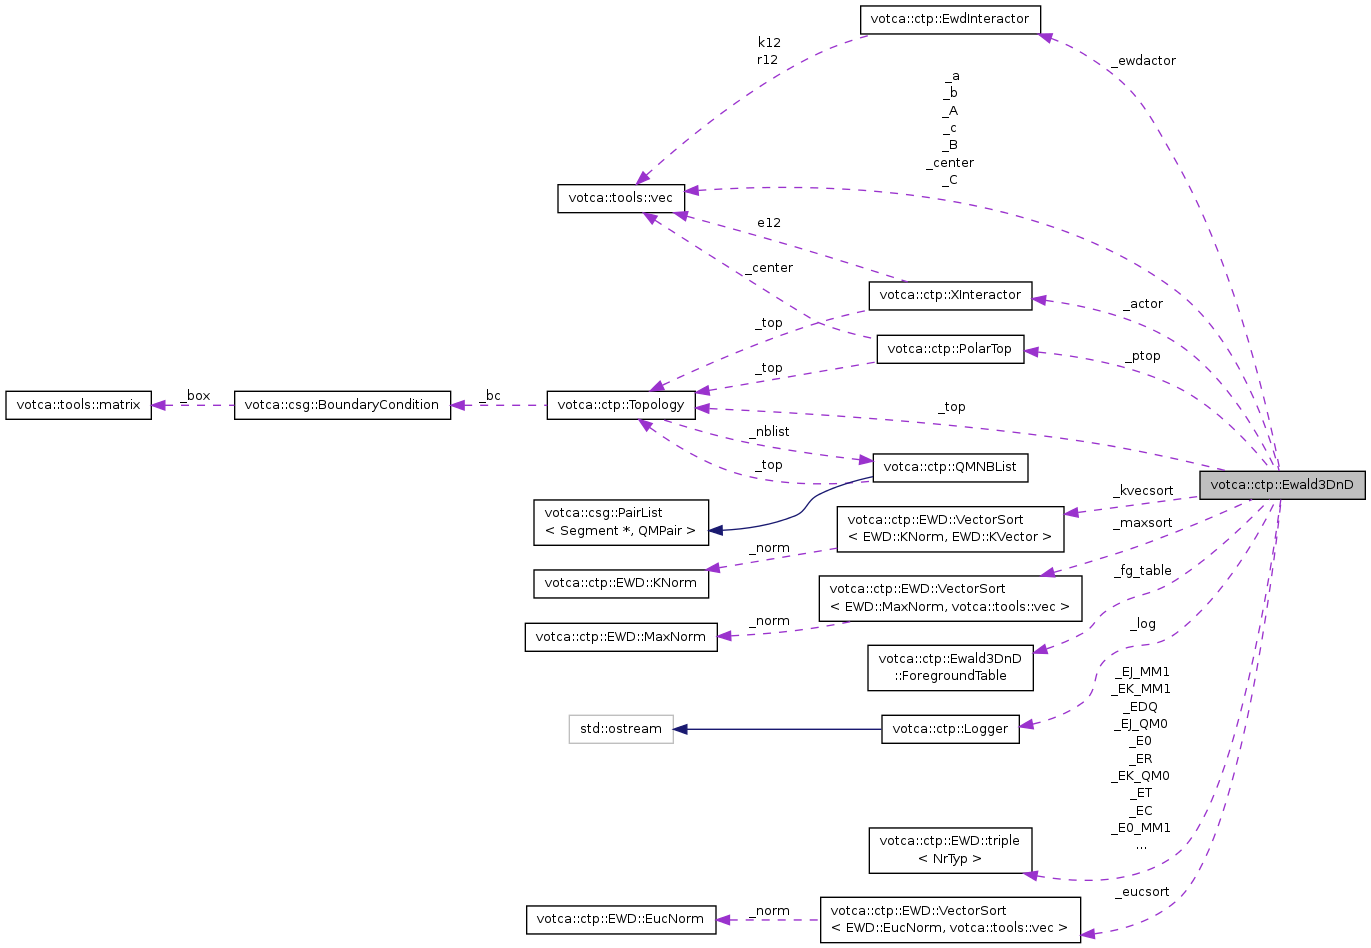 votca::ctp::EwdInteractor
k12
r12
_ewdactor
_a
_b
_A
_c
_B
_center
_C
votca::tools::vec
e12
_center
votca::ctp::XInteractor
_actor
_top
votca::ctp::PolarTop
_ptop
_top
votca::tools::matrix
_box
votca::csg::BoundaryCondition
_bc
votca::ctp::Topology
_top
_nblist
_top
votca::ctp::QMNBList
votca::ctp::Ewald3DnD
votca::csg::PairList
< Segment *, QMPair >
_kvecsort
votca::ctp::EWD::VectorSort
< EWD::KNorm, EWD::KVector >
_maxsort
_norm
votca::ctp::EWD::KNorm
_fg_table
votca::ctp::EWD::VectorSort
< EWD::MaxNorm, votca::tools::vec >
_norm
votca::ctp::EWD::MaxNorm
_log
votca::ctp::Ewald3DnD
::ForegroundTable
_EJ_MM1
_EK_MM1
_EDQ
_EJ_QM0
_E0
_ER
_EK_QM0
_ET
_EC
_E0_MM1
...
std::ostream
votca::ctp::Logger
votca::ctp::EWD::triple
< NrTyp >
_eucsort
votca::ctp::EWD::EucNorm
_norm
votca::ctp::EWD::VectorSort
< EWD::EucNorm, votca::tools::vec >